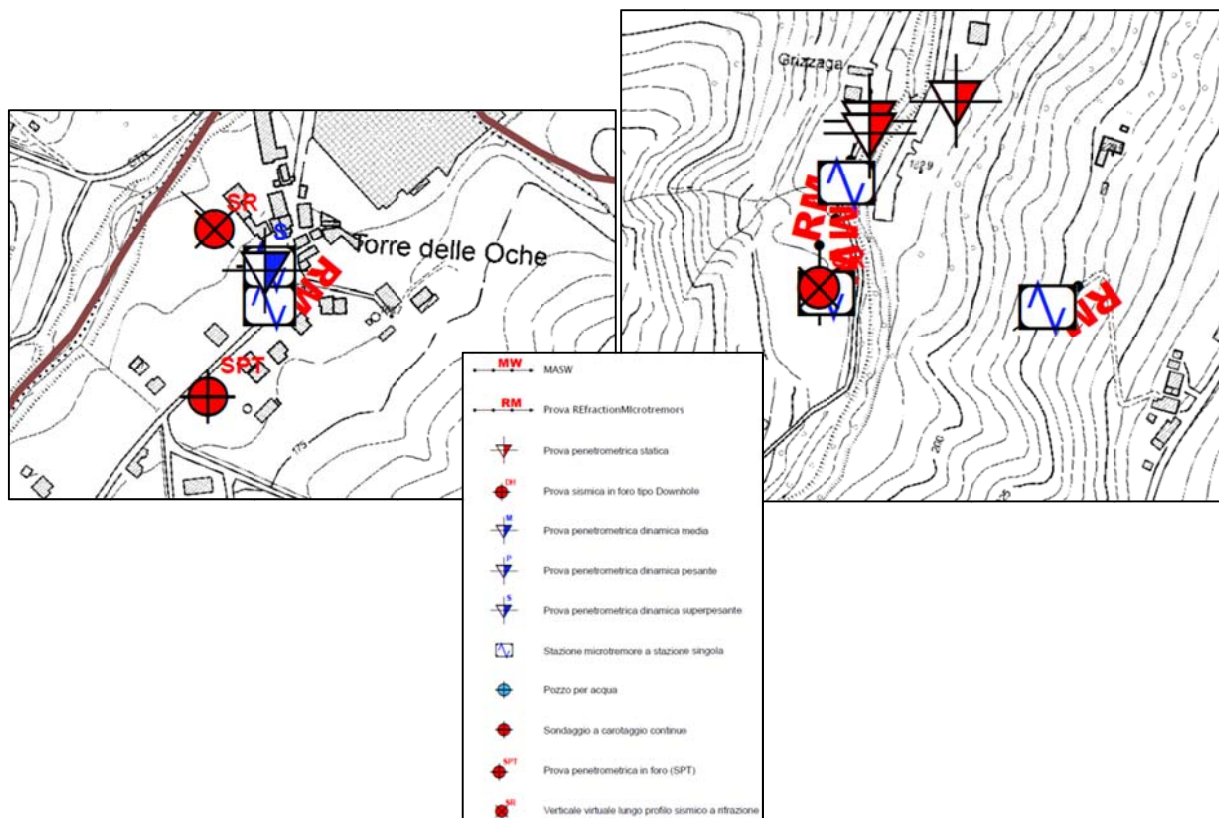 SR
S
Torre delle Oche
RM
SPT
175
Grizzaga
182.9
RM
MW
RM
200
MW MASW
RM Prova REfractionMIcrotremors
Prova penetrometrica statica
DH Prova sismica in foro tipo Downhole
M Prova penetrometrica dinamica media
P Prova penetrometrica dinamica pesante
S Prova penetrometrica dinamica superpesante
Stazione microtremore a stazione singola
Pozzo per acqua
Sondaggio a carotaggio continue
SPT Prova penetrometrica in foro (SPT)
SR Verticale virtuale lungo profilo sismico a rifrazione